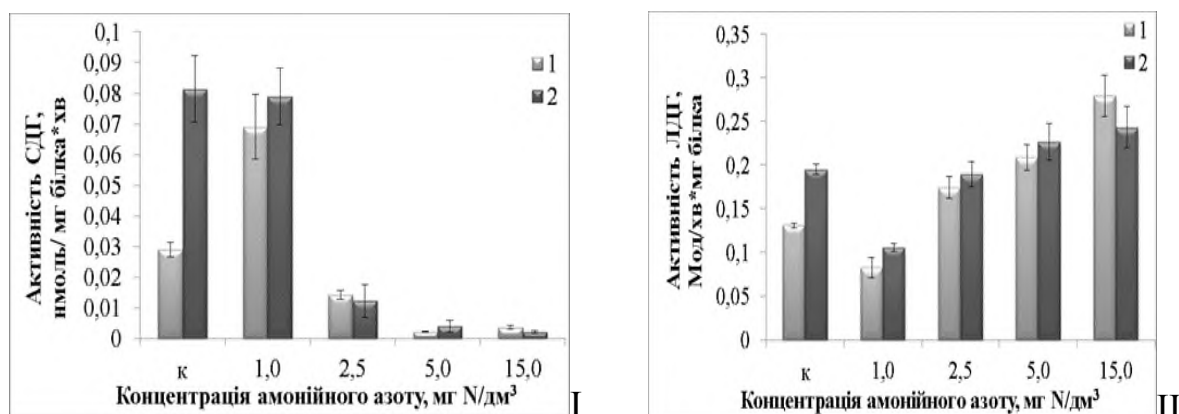 Активність СДГ,
нмоль/ мг білка*хв
0,1
0,09
0,08
0,07
0,06
0,05
0,04
0,03
0,02
0,01
0
1
2
к 1,0 2,5 5,0 15,0
Концентрація амонійного азоту, мг N/дм³
I
Активність ЛДГ,
Мод/хв*мг білка
0,35
0,3
0,25
0,2
0,15
0,1
0,05
0
1
2
к 1,0 2,5 5,0 15,0
Концентрація амонійного азоту, мг N/дм³
II